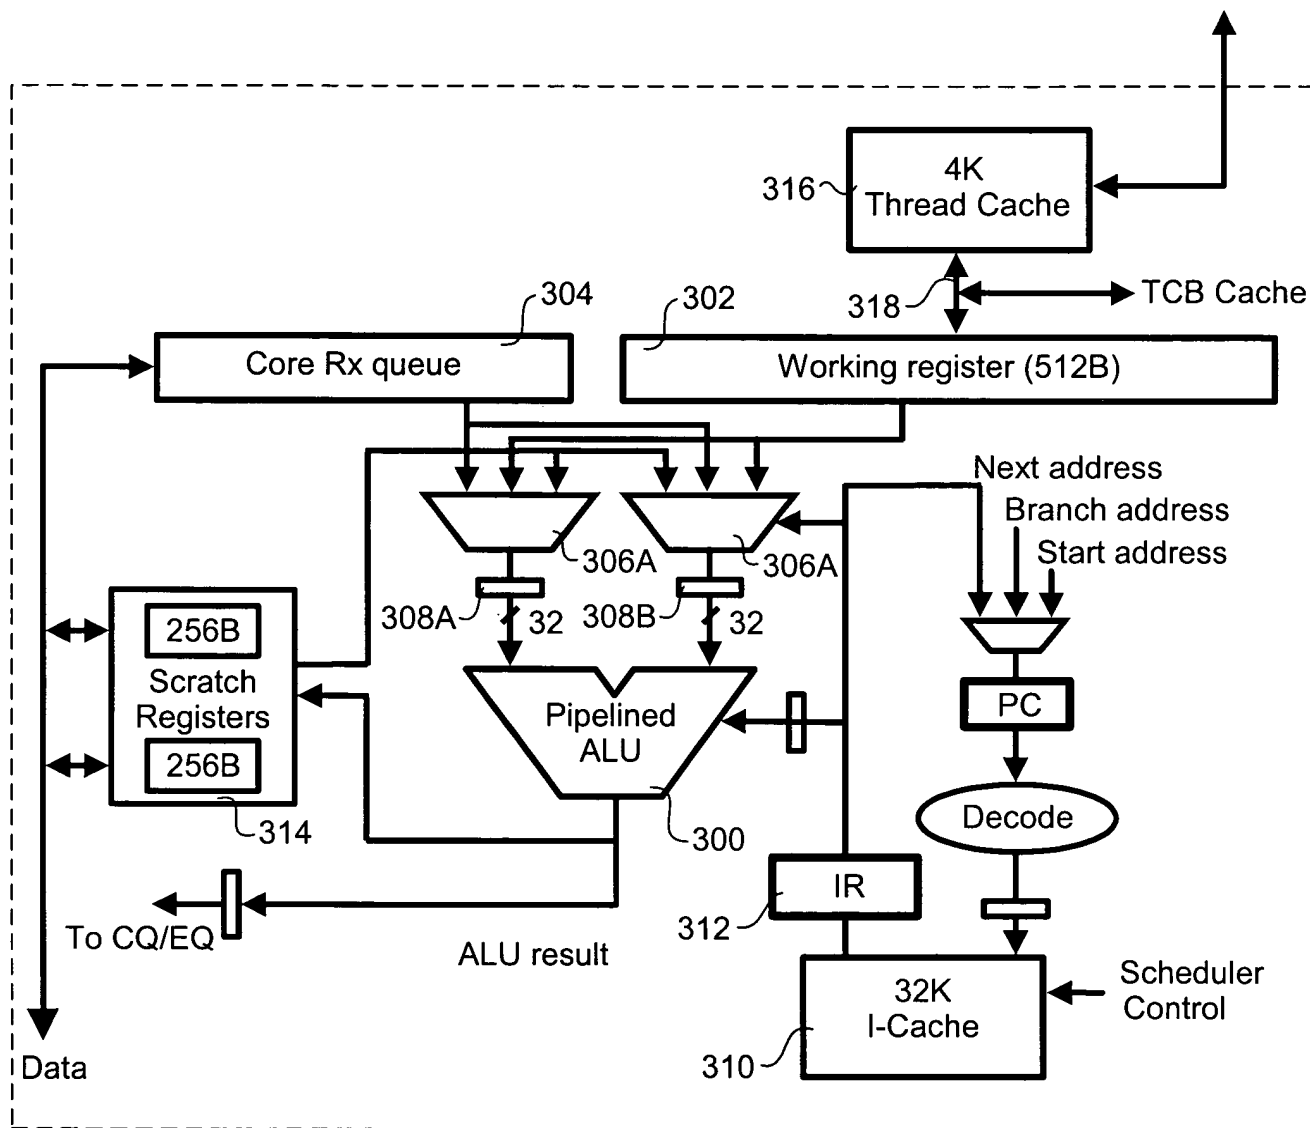 4K
Thread Cache
316
318
TCB Cache
304
302
Core Rx queue
Working register (512B)
Next address
Branch address
Start address
306A
306A
308A
32
308B
32
256B
Scratch
Registers
256B
314
Pipelined
ALU
300
PC
Decode
IR
312
To CQ/EQ
ALU result
32K
I-Cache
310
Scheduler
Control
Data